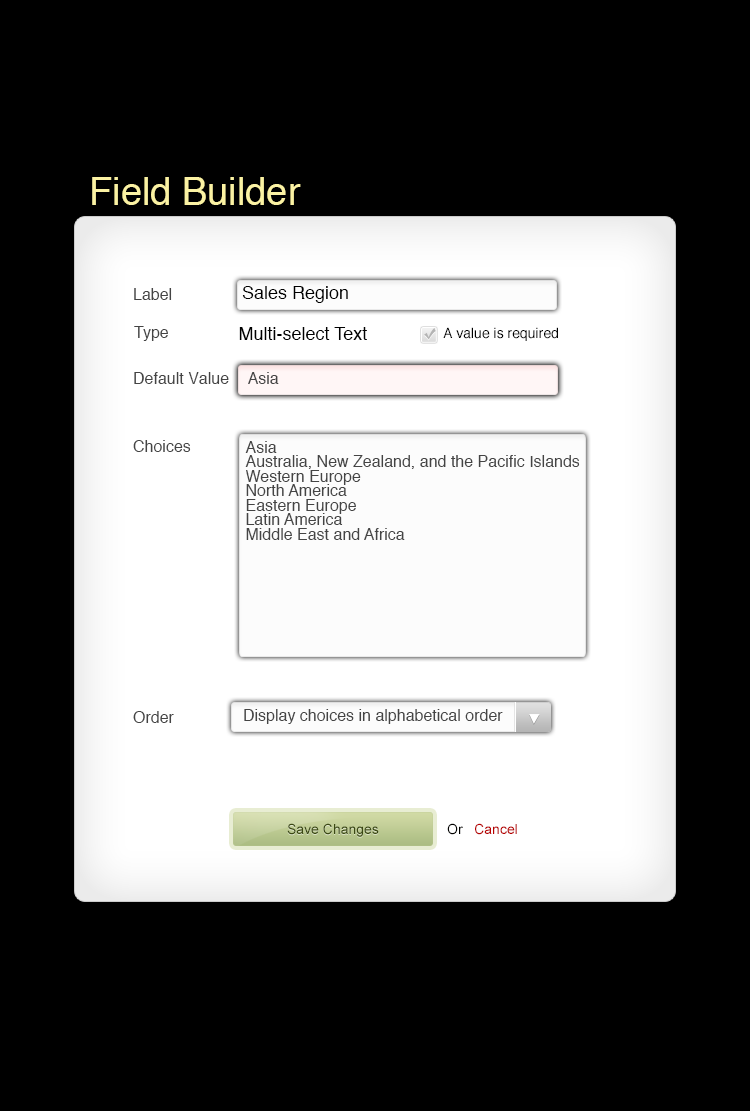 Field Builder
Label Sales Region
Type Multi-select Text A value is required
Default Value Asia
Choices Asia
Australia, New Zealand, and the Pacific Islands
Western Europe
North America
Eastern Europe
Latin America
Middle East and Africa
Order Display choices in alphabetical order
Save Changes Or Cancel